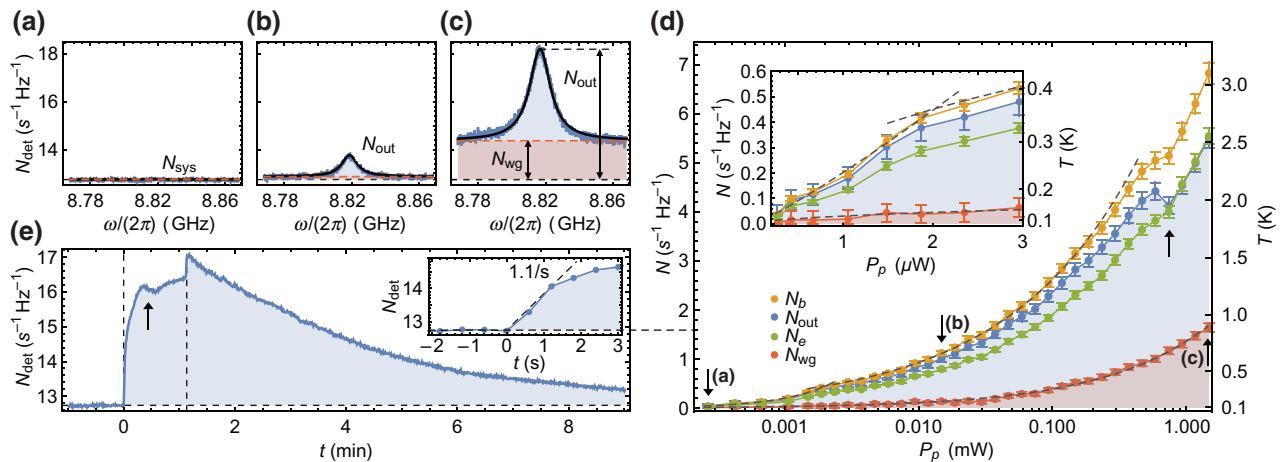 (a)
N_det (s⁻¹ Hz⁻¹)
18
17
16
15
14
13
N_sys
8.78 8.82 8.86
ω/(2π) (GHz)
(b)
N_out
8.78 8.82 8.86
ω/(2π) (GHz)
(c)
N_out
N_wg
8.78 8.82 8.86
ω/(2π) (GHz)
(d)
N (s⁻¹ Hz⁻¹)
7
6
5
4
3
2
1
0
0.001 0.010 0.100 1.000
P_p (mW)
T (K)
3.0
2.5
2.0
1.5
1.0
0.5
0.1
N_b
N_out
N_e
N_wg
(a)
(b)
(c)
N (s⁻¹ Hz⁻¹)
0.6
0.5
0.4
0.3
0.2
0.1
0.0
1 2 3
P_p (μW)
T (K)
0.4
0.3
0.2
0.1
(e)
N_det (s⁻¹ Hz⁻¹)
17
16
15
14
13
0 2 4 6 8
t (min)
N_det
14
13
1.1/s
−2 −1 0 1 2 3
t (s)